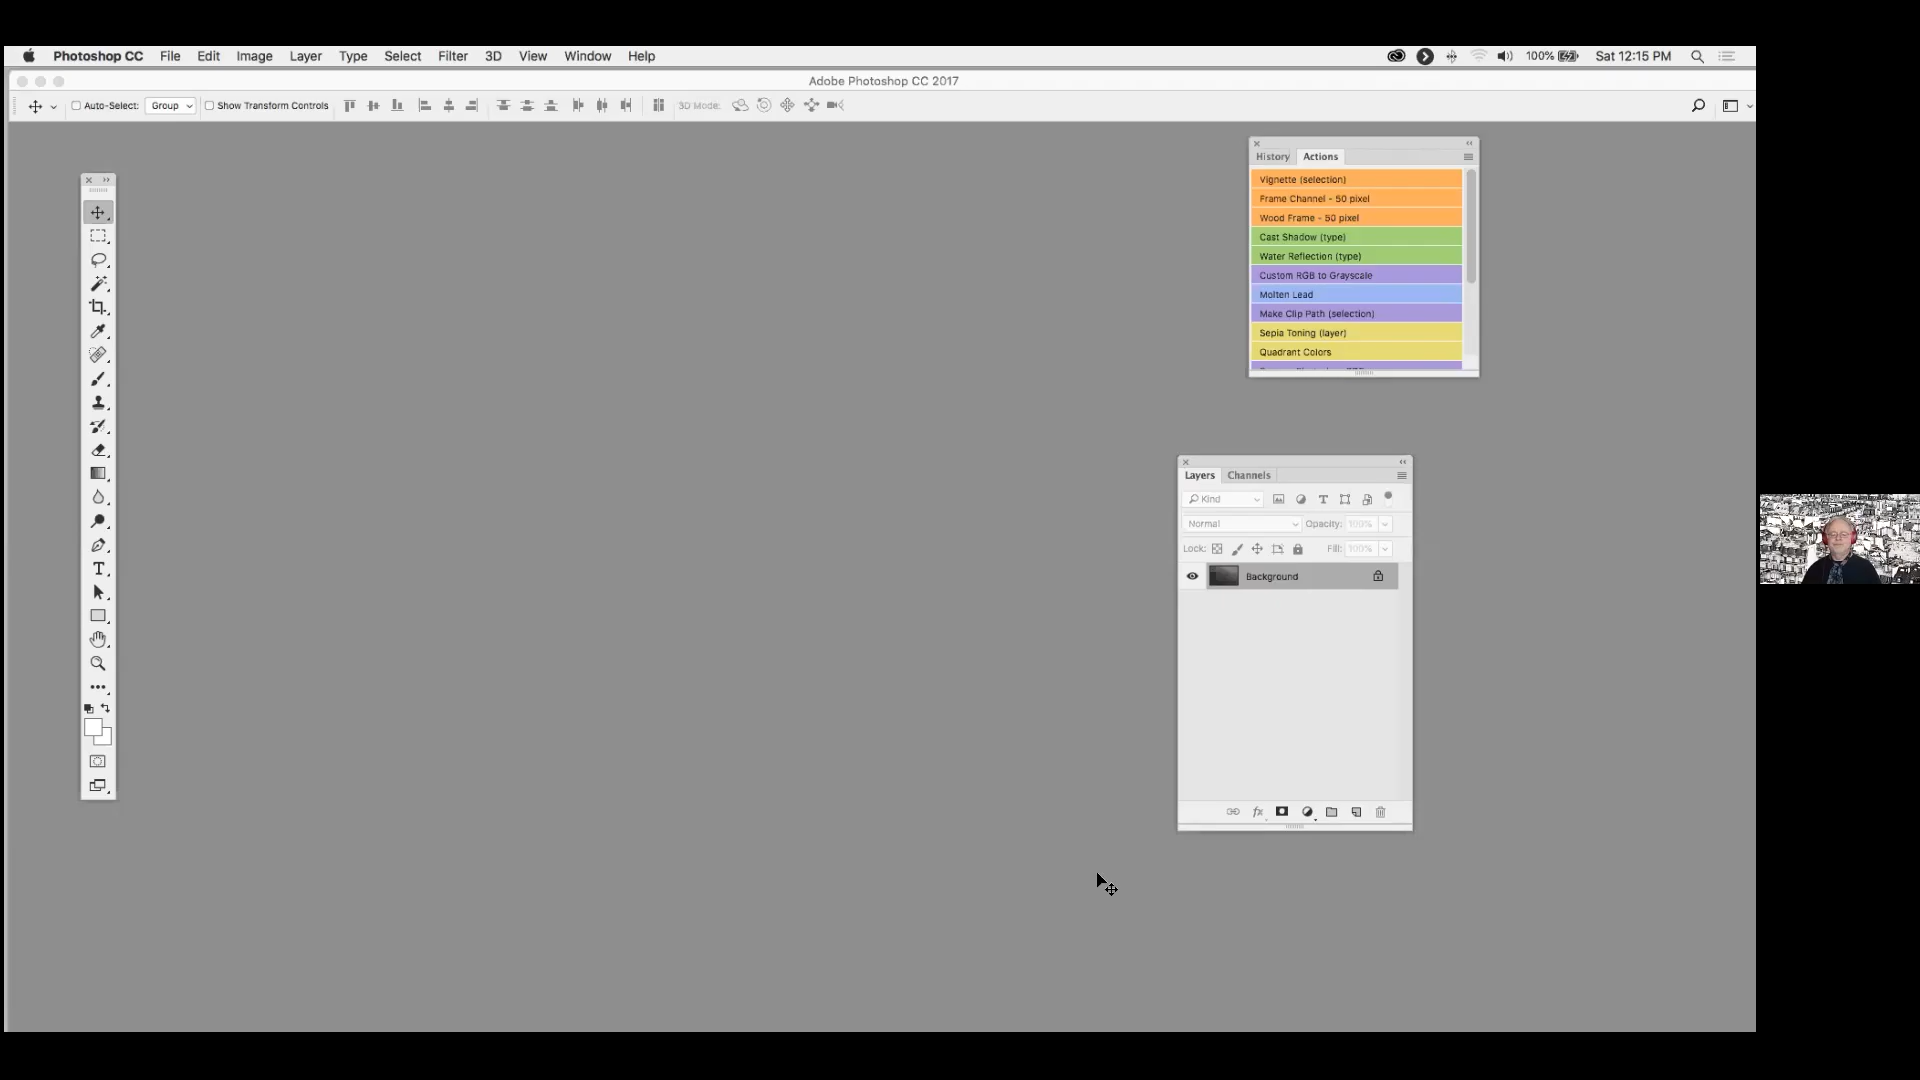 Photoshop CC File Edit Image Layer Type Select Filter 3D View Window Help 100% Sat 12:15 PM
Adobe Photoshop CC 2017
Auto-Select: Group Show Transform Controls 3D Mode:
History Actions
Vignette (selection)
Frame Channel - 50 pixel
Wood Frame - 50 pixel
Cast Shadow (type)
Water Reflection (type)
Custom RGB to Grayscale
Molten Lead
Make Clip Path (selection)
Sepia Toning (layer)
Quadrant Colors
Layers Channels
Kind
Normal Opacity: 100%
Lock: Fill: 100%
Background